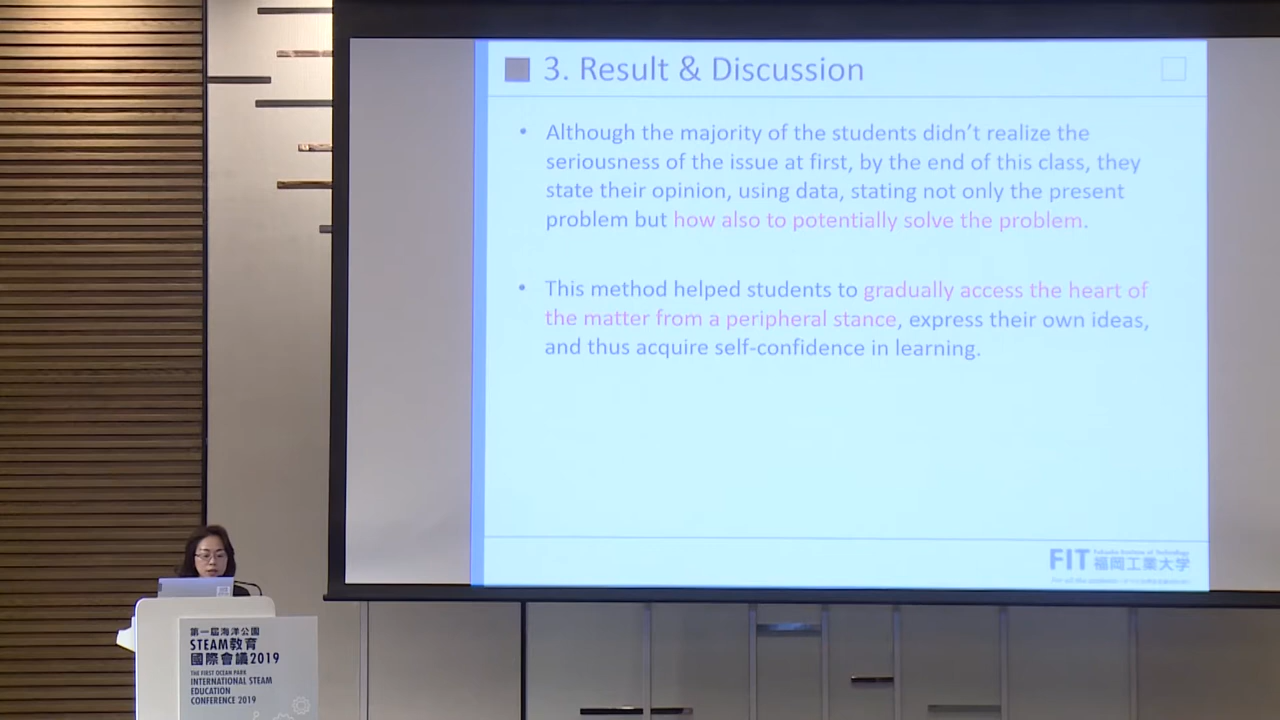 3. Result & Discussion
• Although the majority of the students didn't realize the
seriousness of the issue at first, by the end of this class, they
state their opinion, using data, stating not only the present
problem but how also to potentially solve the problem.
• This method helped students to gradually access the heart of
the matter from a peripheral stance, express their own ideas,
and thus acquire self-confidence in learning.
FIT Fukuoka Institute of Technology
福岡工業大学
第一屆海洋公園
STEAM教育
國際會議2019
THE FIRST OCEAN PARK
INTERNATIONAL STEAM
EDUCATION
CONFERENCE 2019